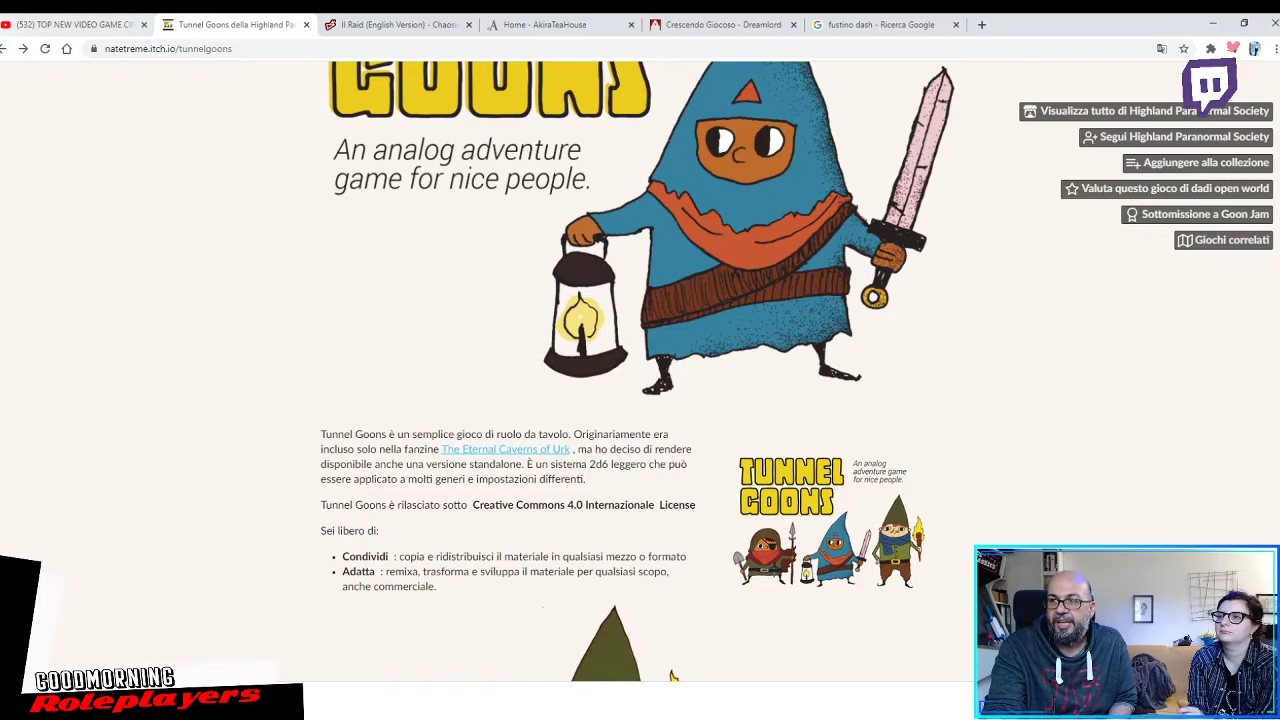 (532) TOP NEW VIDEO GAME CI
Tunnel Goons della Highland Pa
Il Raid (English Version) - Chaos
Home - AkiraTeaHouse
Crescendo Giocoso - Dreamlord
fustino dash - Ricerca Google
natetreme.itch.io/tunnelgoons
GOONS
An analog adventure
game for nice people.
Visualizza tutto di Highland Paranormal Society
Segui Highland Paranormal Society
Aggiungere alla collezione
Valuta questo gioco di dadi open world
Sottomissione a Goon Jam
Giochi correlati
Tunnel Goons è un semplice gioco di ruolo da tavolo. Originariamente era
incluso solo nella fanzine The Eternal Caverns of Urk , ma ho deciso di rendere
disponibile anche una versione standalone. È un sistema 2d6 leggero che può
essere applicato a molti generi e impostazioni differenti.
Tunnel Goons è rilasciato sotto Creative Commons 4.0 Internazionale License
Sei libero di:
Condividi : copia e ridistribuisci il materiale in qualsiasi mezzo o formato
Adatta : remixa, trasforma e sviluppa il materiale per qualsiasi scopo,
anche commerciale.
TUNNEL
GOONS
An analog
adventure
game for
nice people.
GOODMORNING
Roleplayers